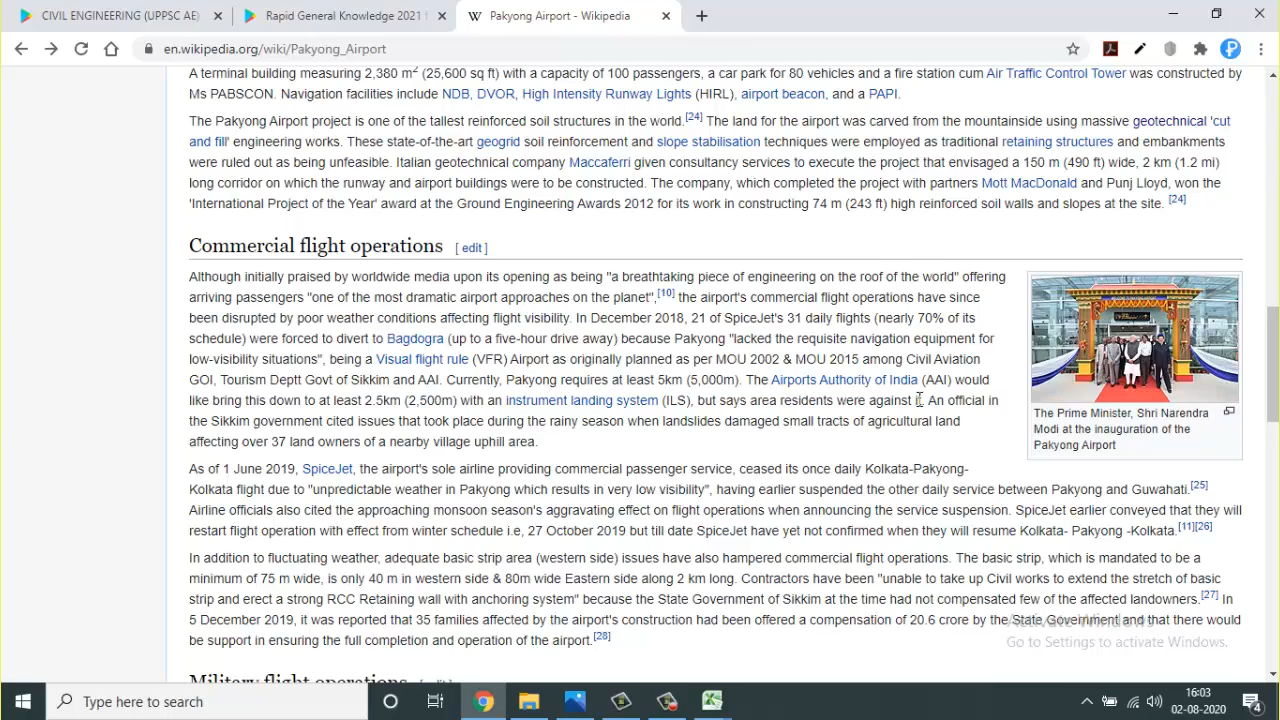 CIVIL ENGINEERING (UPPSC AE)
Rapid General Knowledge 2021 f
Pakyong Airport - Wikipedia
en.wikipedia.org/wiki/Pakyong_Airport
A terminal building measuring 2,380 m2 (25,600 sq ft) with a capacity of 100 passengers, a car park for 80 vehicles and a fire station cum Air Traffic Control Tower was constructed by
Ms PABSCON. Navigation facilities include NDB, DVOR, High Intensity Runway Lights (HIRL), airport beacon, and a PAPI.
The Pakyong Airport project is one of the tallest reinforced soil structures in the world.[24] The land for the airport was carved from the mountainside using massive geotechnical 'cut
and fill' engineering works. These state-of-the-art geogrid soil reinforcement and slope stabilisation techniques were employed as traditional retaining structures and embankments
were ruled out as being unfeasible. Italian geotechnical company Maccaferri given consultancy services to execute the project that envisaged a 150 m (490 ft) wide, 2 km (1.2 mi)
long corridor on which the runway and airport buildings were to be constructed. The company, which completed the project with partners Mott MacDonald and Punj Lloyd, won the
'International Project of the Year' award at the Ground Engineering Awards 2012 for its work in constructing 74 m (243 ft) high reinforced soil walls and slopes at the site. [24]
Commercial flight operations [ edit ]
Although initially praised by worldwide media upon its opening as being "a breathtaking piece of engineering on the roof of the world" offering
arriving passengers "one of the most dramatic airport approaches on the planet",[10] the airport's commercial flight operations have since
been disrupted by poor weather conditions affecting flight visibility. In December 2018, 21 of SpiceJet's 31 daily flights (nearly 70% of its
schedule) were forced to divert to Bagdogra (up to a five-hour drive away) because Pakyong "lacked the requisite navigation equipment for
low-visibility situations", being a Visual flight rule (VFR) Airport as originally planned as per MOU 2002 & MOU 2015 among Civil Aviation
GOI, Tourism Deptt Govt of Sikkim and AAI. Currently, Pakyong requires at least 5km (5,000m). The Airports Authority of India (AAI) would
like bring this down to at least 2.5km (2,500m) with an instrument landing system (ILS), but says area residents were against it. An official in
the Sikkim government cited issues that took place during the rainy season when landslides damaged small tracts of agricultural land
affecting over 37 land owners of a nearby village uphill area.
The Prime Minister, Shri Narendra
Modi at the inauguration of the
Pakyong Airport
As of 1 June 2019, SpiceJet, the airport's sole airline providing commercial passenger service, ceased its once daily Kolkata-Pakyong-
Kolkata flight due to "unpredictable weather in Pakyong which results in very low visibility", having earlier suspended the other daily service between Pakyong and Guwahati.[25]
Airline officials also cited the approaching monsoon season's aggravating effect on flight operations when announcing the service suspension. SpiceJet earlier conveyed that they will
restart flight operation with effect from winter schedule i.e, 27 October 2019 but till date SpiceJet have yet not confirmed when they will resume Kolkata- Pakyong -Kolkata.[11][26]
In addition to fluctuating weather, adequate basic strip area (western side) issues have also hampered commercial flight operations. The basic strip, which is mandated to be a
minimum of 75 m wide, is only 40 m in western side & 80m wide Eastern side along 2 km long. Contractors have been "unable to take up Civil works to extend the stretch of basic
strip and erect a strong RCC Retaining wall with anchoring system" because the State Government of Sikkim at the time had not compensated few of the affected landowners.[27] In
5 December 2019, it was reported that 35 families affected by the airport's construction had been offered a compensation of 20.6 crore by the State Government and that there would
be support in ensuring the full completion and operation of the airport.[28]
Activate Windows
Go to Settings to activate Windows.
Military flight operations [ edit ]
Type here to search
16:03
02-08-2020
4